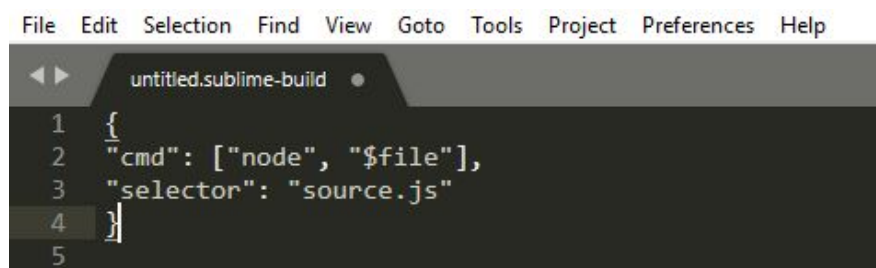 File Edit Selection Find View Goto Tools Project Preferences Help
untitled.sublime-build
1 {
2 "cmd": ["node", "$file"],
3 "selector": "source.js"
4 }
5